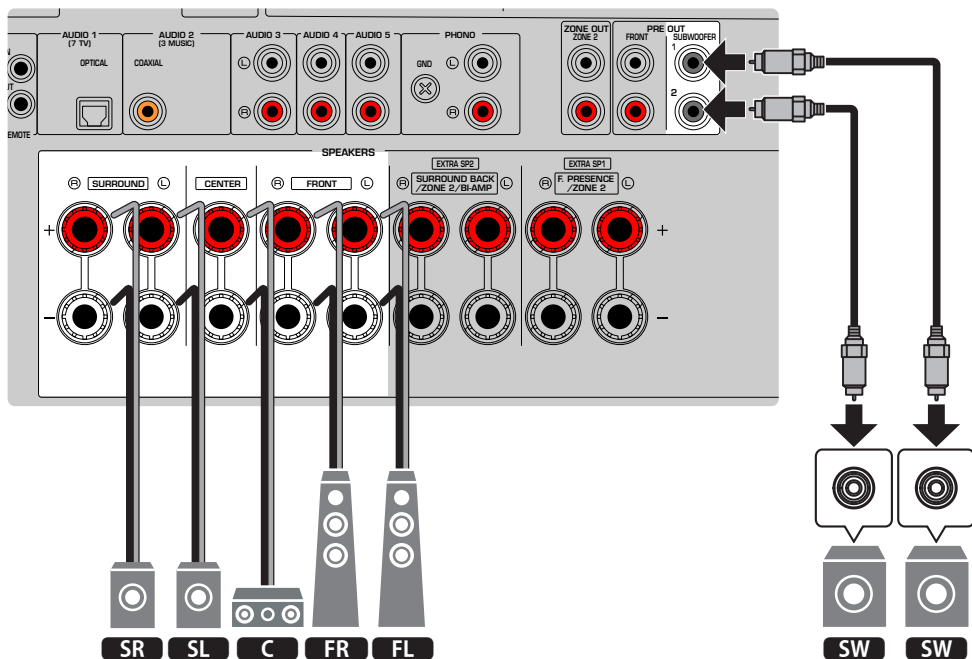 AUDIO 1
(7 TV)
AUDIO 2
(3 MUSIC)
AUDIO 3
AUDIO 4
AUDIO 5
PHONO
ZONE OUT
ZONE 2
PRE OUT
FRONT
SUBWOOFER
OPTICAL
COAXIAL
L
R
GND
L
R
1
2
EMOTE
SPEAKERS
EXTRA SP2
EXTRA SP1
R SURROUND L
CENTER
R FRONT L
R SURROUND BACK L
/ZONE 2/BI-AMP
R F. PRESENCE L
/ZONE 2
+ +
− −
SR SL C FR FL SW SW